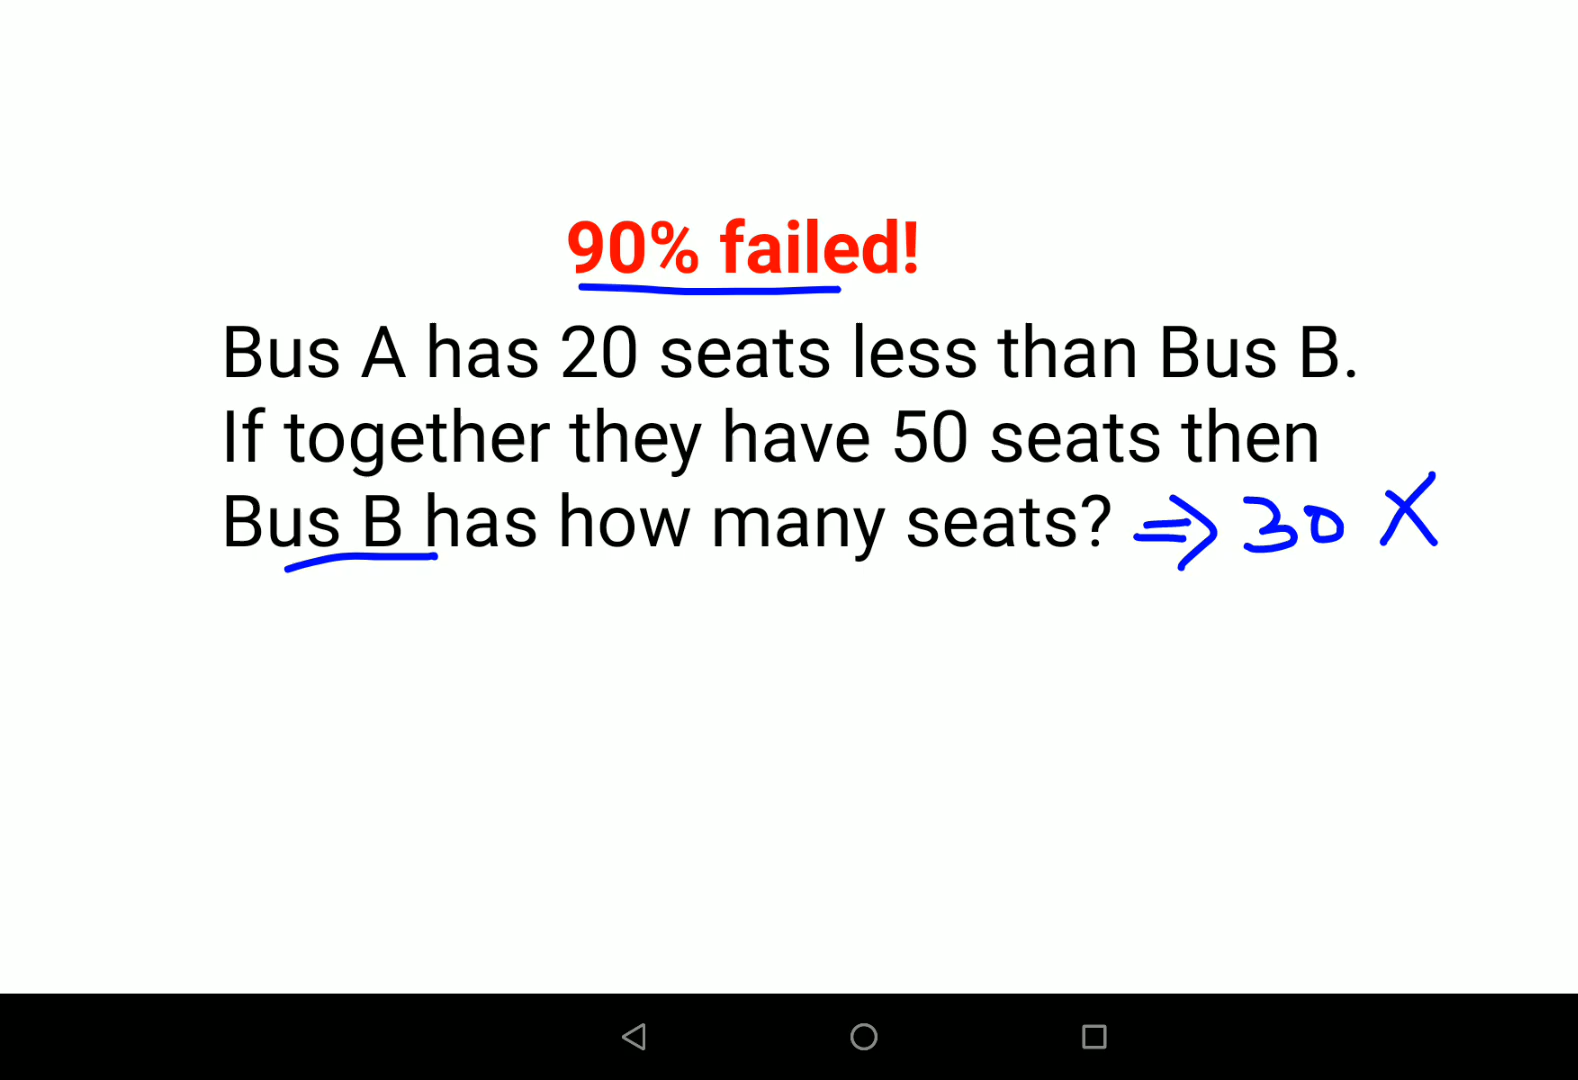 90% failed!
Bus A has 20 seats less than Bus B.
If together they have 50 seats then
Bus B has how many seats? ⇒ 30 X